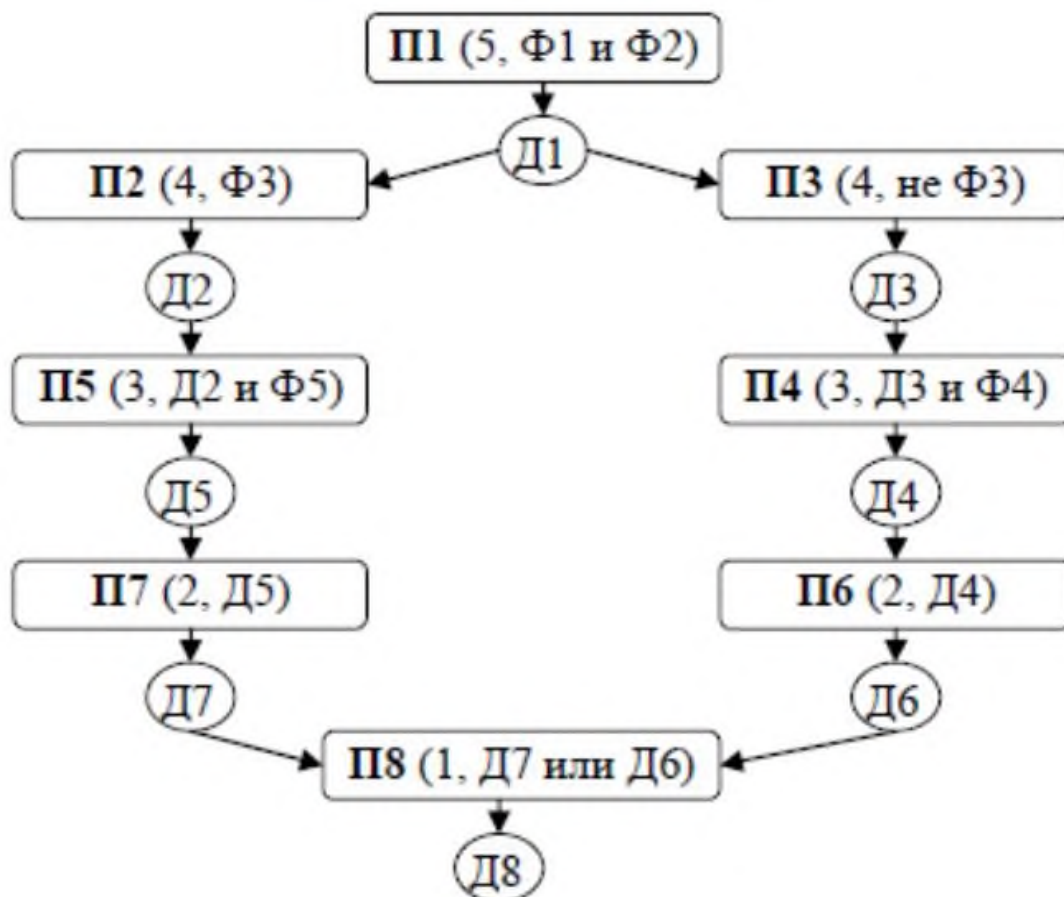 П1 (5, Ф1 и Ф2)
Д1
П2 (4, Ф3)
П3 (4, не Ф3)
Д2
Д3
П5 (3, Д2 и Ф5)
П4 (3, Д3 и Ф4)
Д5
Д4
П7 (2, Д5)
П6 (2, Д4)
Д7
Д6
П8 (1, Д7 или Д6)
Д8